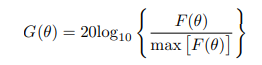 G(θ) = 20log₁₀ { F(θ) / max [F(θ)] }